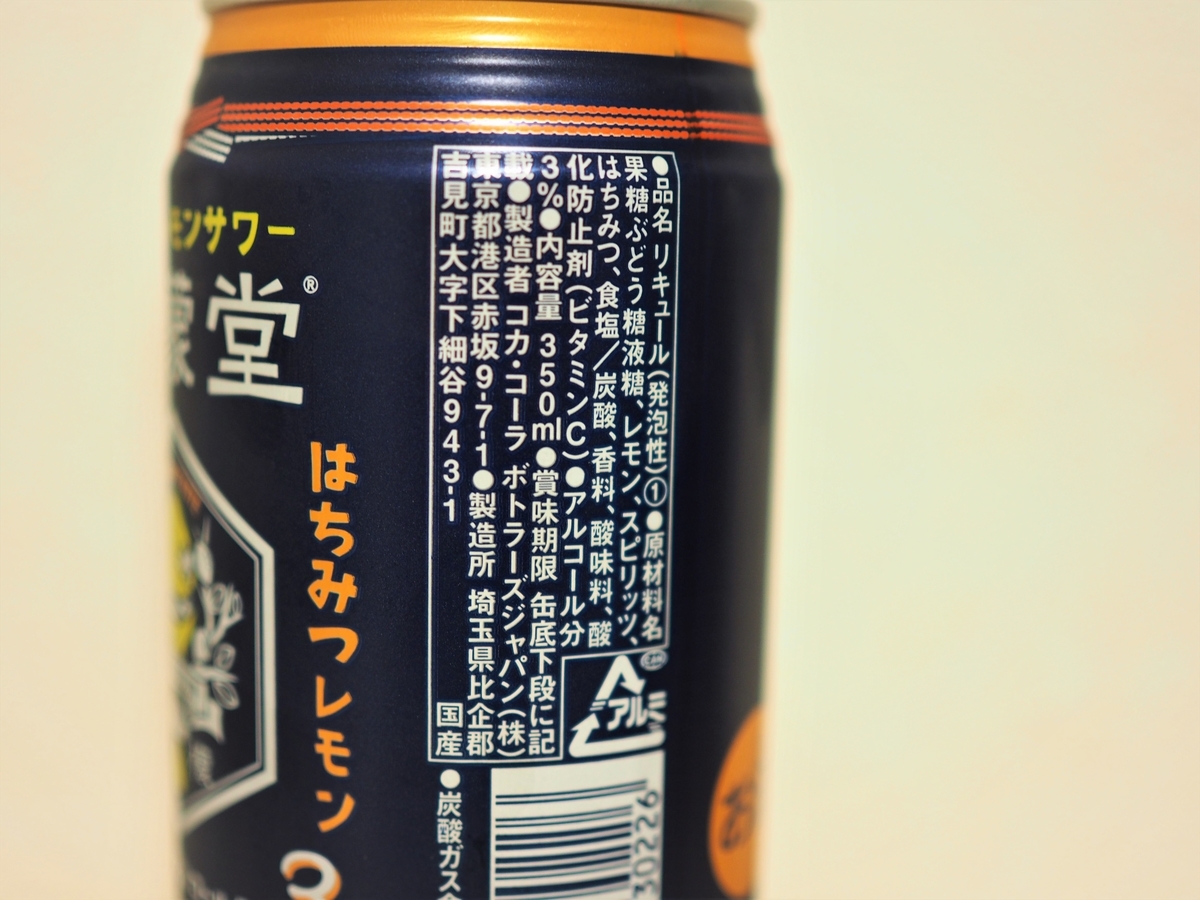 モンサワー
堂®
はちみつレモン
3
●品名 リキュール(発泡性)①●原材料名
果糖ぶどう糖液糖、レモン、スピリッツ、
はちみつ、食塩/炭酸、香料、酸味料、酸
化防止剤(ビタミンC)●アルコール分
3%●内容量 350ml●賞味期限 缶底下段に記
載●製造者 コカ・コーラ ボトラーズジャパン(株)
東京都港区赤坂9-7-1●製造所 埼玉県比企郡
吉見町大字下細谷943-1 国産
アルミ
●炭酸ガス
30226
お